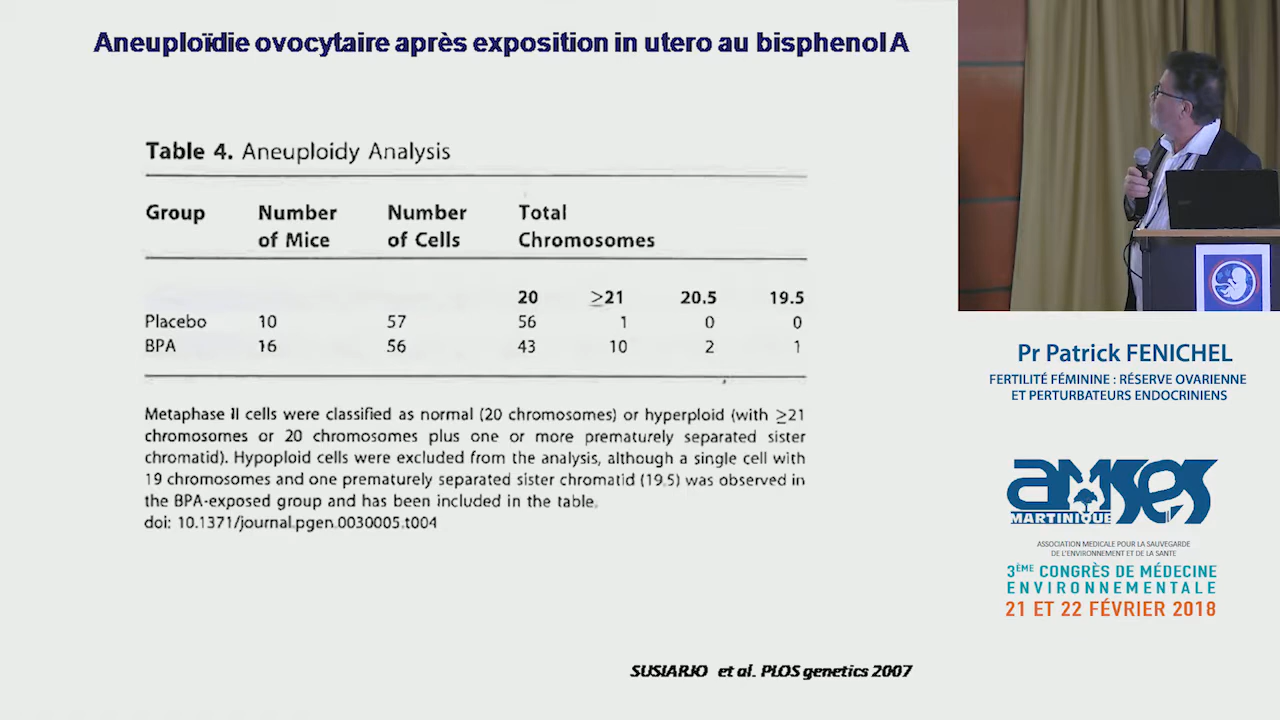 Aneuploïdie ovocytaire après exposition in utero au bisphenol A
Table 4. Aneuploidy Analysis
Group Number of Mice Number of Cells Total Chromosomes
20 ≥21 20.5 19.5
Placebo 10 57 56 1 0 0
BPA 16 56 43 10 2 1
Metaphase II cells were classified as normal (20 chromosomes) or hyperploid (with ≥21
chromosomes or 20 chromosomes plus one or more prematurely separated sister
chromatid). Hypoploid cells were excluded from the analysis, although a single cell with
19 chromosomes and one prematurely separated sister chromatid (19.5) was observed in
the BPA-exposed group and has been included in the table.
doi: 10.1371/journal.pgen.0030005.t004
SUSIARJO et al. PLOS genetics 2007
Pr Patrick FENICHEL
FERTILITÉ FÉMININE : RÉSERVE OVARIENNE
ET PERTURBATEURS ENDOCRINIENS
amses
MARTINIQUE
ASSOCIATION MEDICALE POUR LA SAUVEGARDE
DE L'ENVIRONNEMENT ET DE LA SANTE
3ÈME CONGRÈS DE MÉDECINE
ENVIRONNEMENTALE
21 ET 22 FÉVRIER 2018